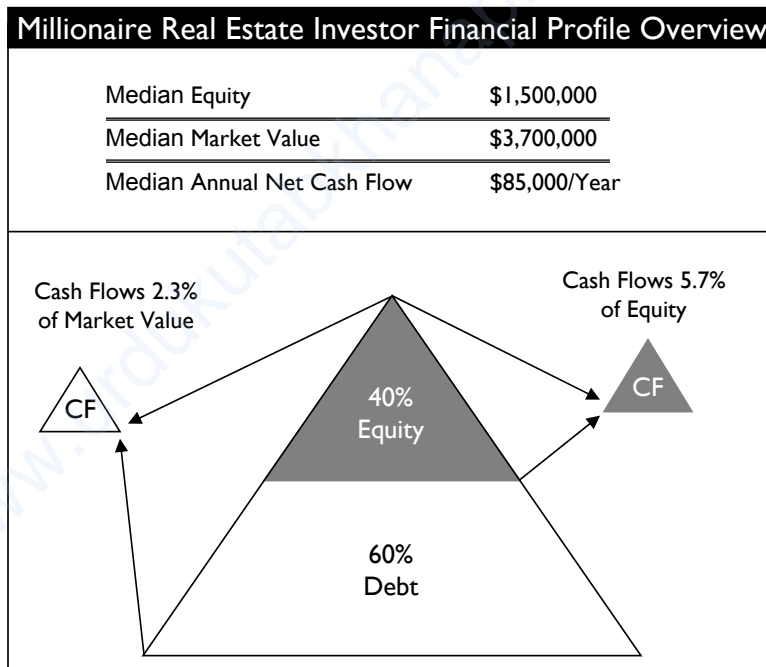 Millionaire Real Estate Investor Financial Profile Overview
Median Equity $1,500,000
Median Market Value $3,700,000
Median Annual Net Cash Flow $85,000/Year
Cash Flows 2.3%
of Market Value
Cash Flows 5.7%
of Equity
CF
CF
40%
Equity
60%
Debt